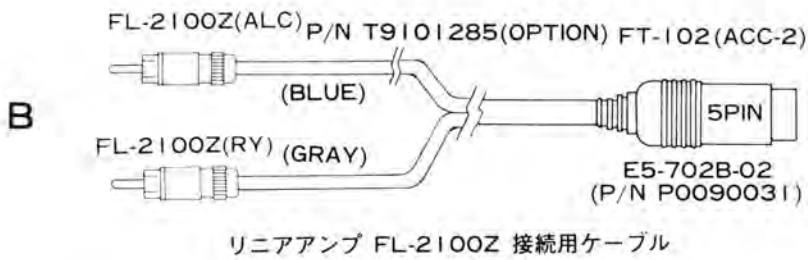 FL-2100Z(ALC) P/N T9101285(OPTION) FT-102(ACC-2)
(BLUE)
B
5PIN
FL-2100Z(RY) (GRAY)
E5-702B-02
(P/N P0090031)
リニアアンプ FL-2100Z 接続用ケーブル